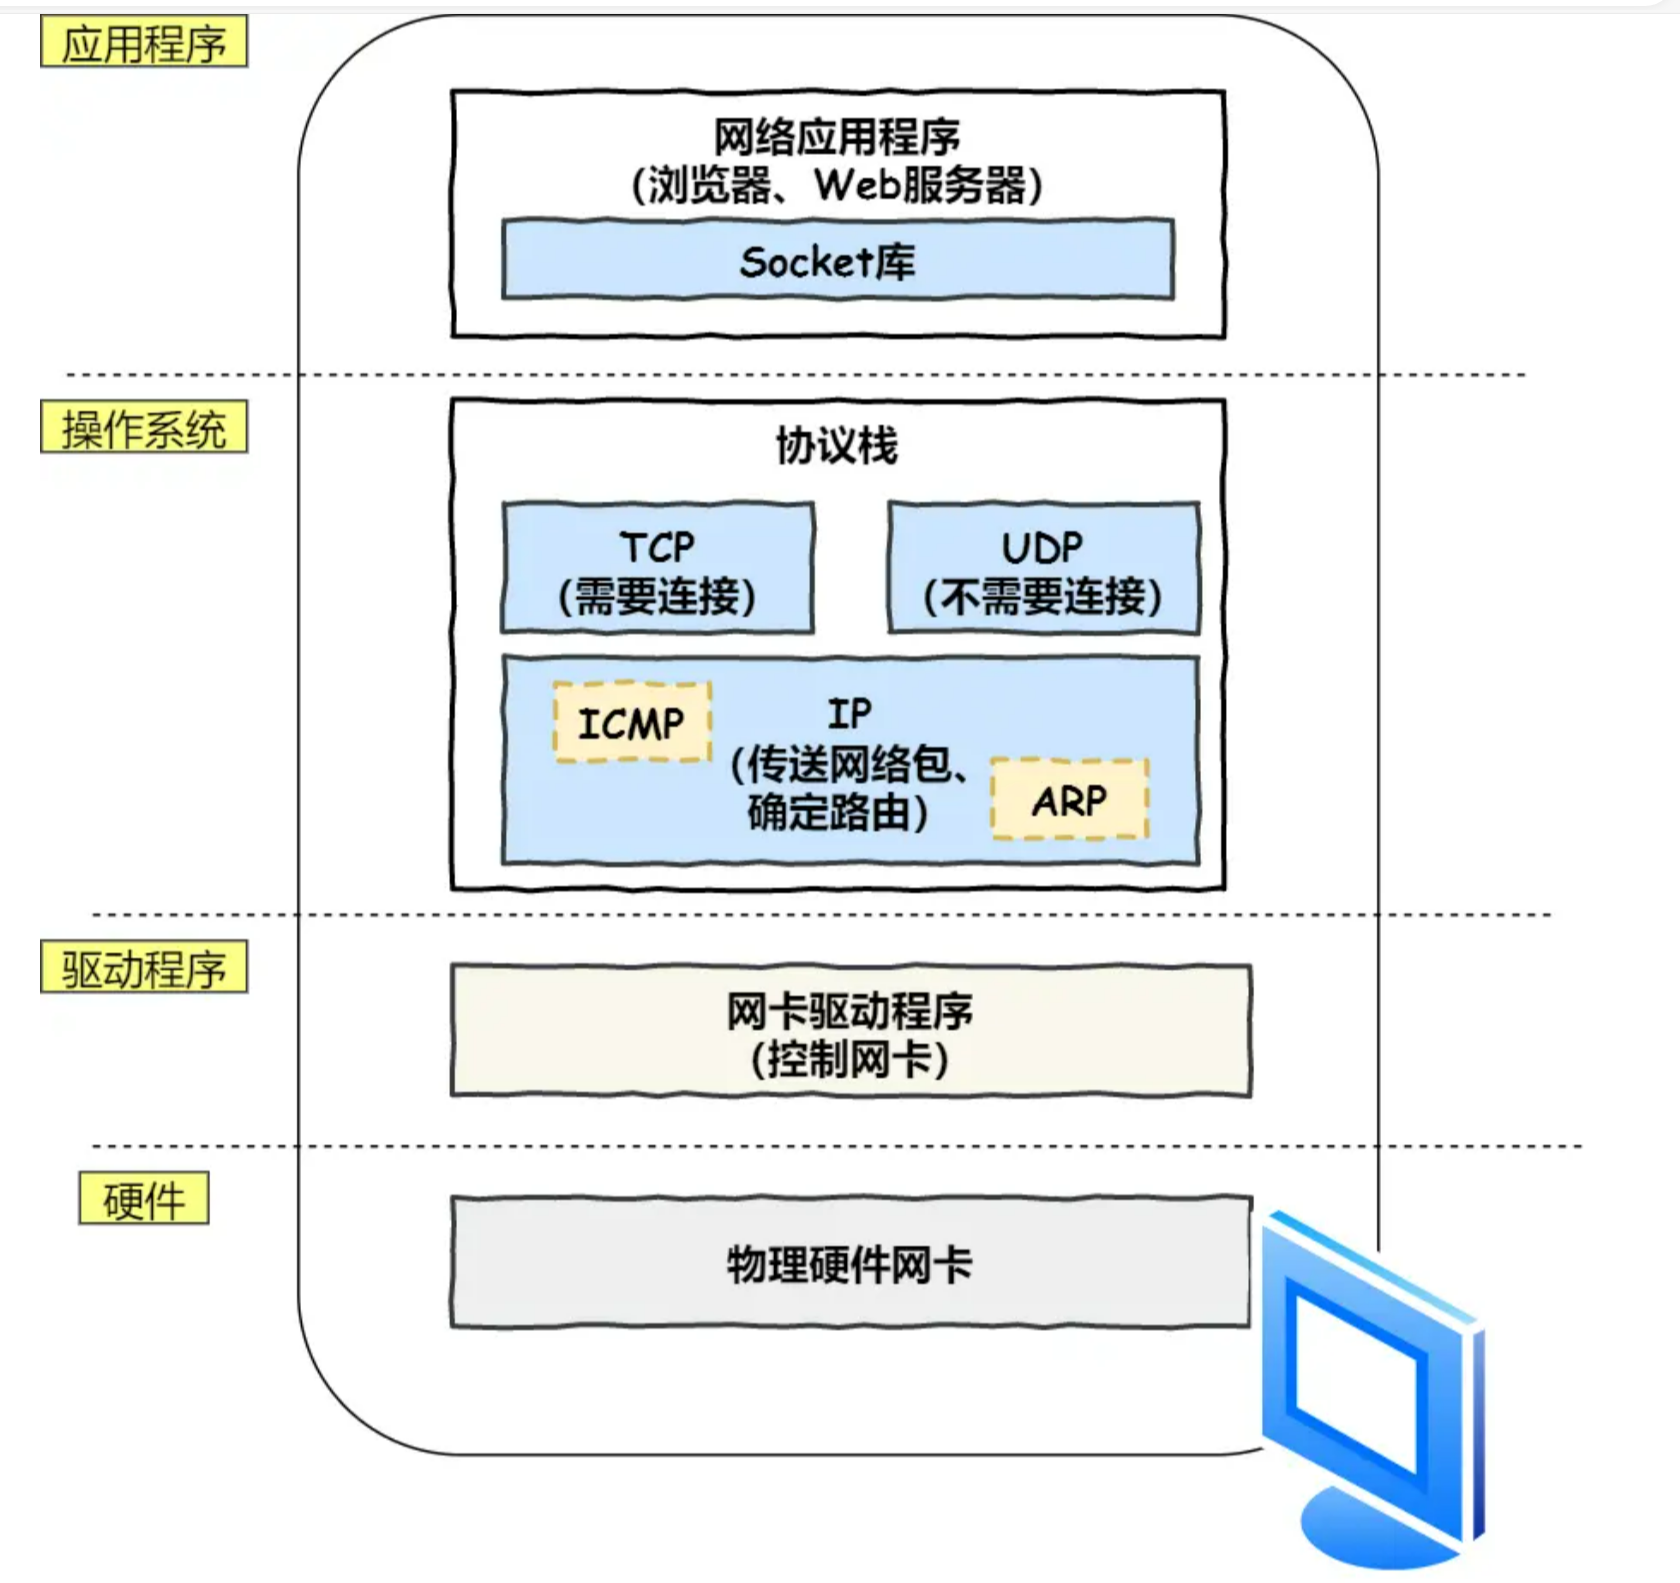 应用程序
网络应用程序
(浏览器、Web服务器)
Socket库
操作系统
协议栈
TCP
(需要连接)
UDP
(不需要连接)
ICMP
IP
(传送网络包、
确定路由)
ARP
驱动程序
网卡驱动程序
(控制网卡)
硬件
物理硬件网卡